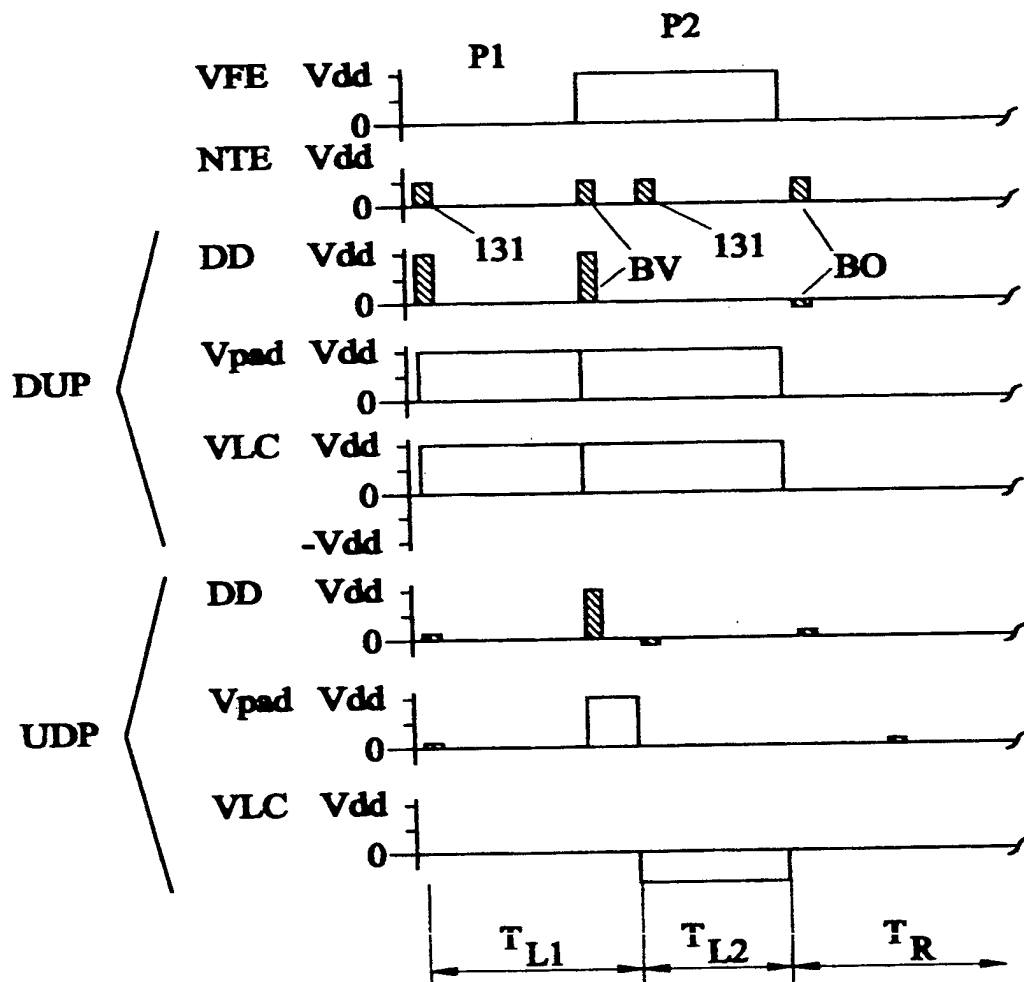 P1 P2
VFE Vdd
0
NTE Vdd
0
131 BV 131 BO
DD Vdd
0
Vpad Vdd
0
DUP
VLC Vdd
0
-Vdd
DD Vdd
0
Vpad Vdd
0
UDP
VLC Vdd
0
TL1 TL2 TR